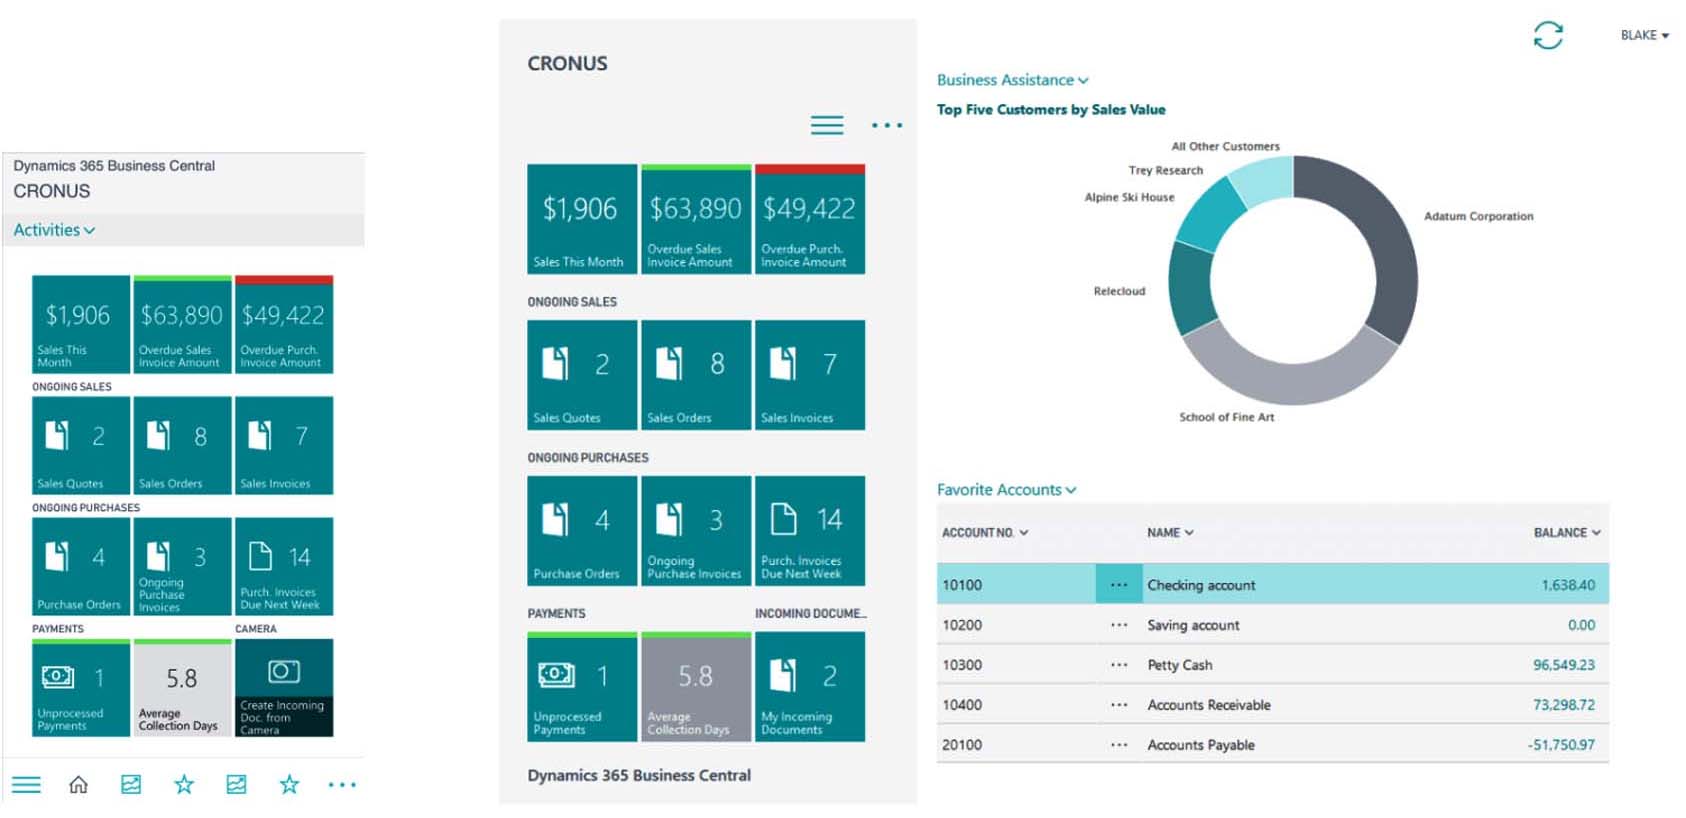 Dynamics 365 Business Central
CRONUS
Activities
$1,906
Sales This
Month
$63,890
Overdue Sales
Invoice Amount
$49,422
Overdue Purch.
Invoice Amount
ONGOING SALES
2
Sales Quotes
8
Sales Orders
7
Sales Invoices
ONGOING PURCHASES
4
Purchase Orders
3
Ongoing
Purchase
Invoices
14
Purch. Invoices
Due Next Week
PAYMENTS
CAMERA
1
Unprocessed
Payments
5.8
Average
Collection Days
Create Incoming
Doc. from
Camera
CRONUS
$1,906
Sales This Month
$63,890
Overdue Sales
Invoice Amount
$49,422
Overdue Purch.
Invoice Amount
ONGOING SALES
2
Sales Quotes
8
Sales Orders
7
Sales Invoices
ONGOING PURCHASES
4
Purchase Orders
3
Ongoing
Purchase Invoices
14
Purch. Invoices
Due Next Week
PAYMENTS
INCOMING DOCUME...
1
Unprocessed
Payments
5.8
Average
Collection Days
2
My Incoming
Documents
Dynamics 365 Business Central
BLAKE
Business Assistance
Top Five Customers by Sales Value
All Other Customers
Trey Research
Alpine Ski House
Adatum Corporation
Relecloud
School of Fine Art
Favorite Accounts
ACCOUNT NO. NAME BALANCE
10100 ... Checking account 1,638.40
10200 ... Saving account 0.00
10300 ... Petty Cash 96,549.23
10400 ... Accounts Receivable 73,298.72
20100 ... Accounts Payable -51,750.97